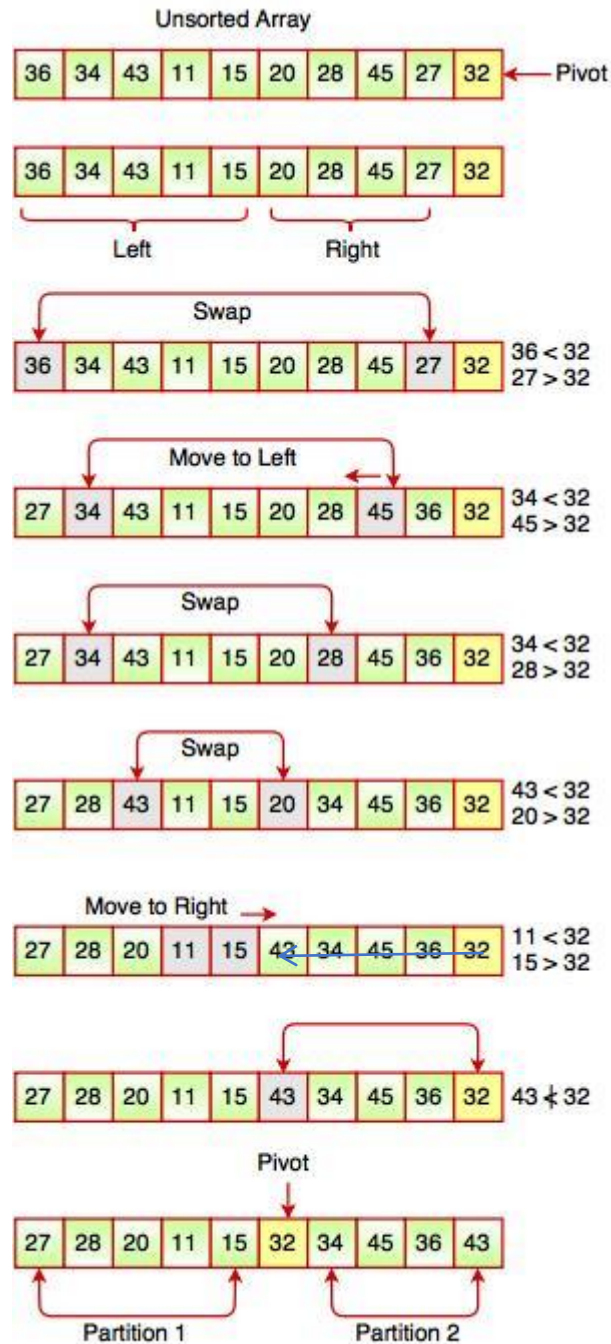 Unsorted Array
36 34 43 11 15 20 28 45 27 32 Pivot
36 34 43 11 15 20 28 45 27 32
Left Right
Swap
36 34 43 11 15 20 28 45 27 32
36 < 32
27 > 32
Move to Left
27 34 43 11 15 20 28 45 36 32
34 < 32
45 > 32
Swap
27 34 43 11 15 20 28 45 36 32
34 < 32
28 > 32
Swap
27 28 43 11 15 20 34 45 36 32
43 < 32
20 > 32
Move to Right
27 28 20 11 15 43 34 45 36 32
11 < 32
15 > 32
27 28 20 11 15 43 34 45 36 32
43 ≮ 32
Pivot
27 28 20 11 15 32 34 45 36 43
Partition 1 Partition 2